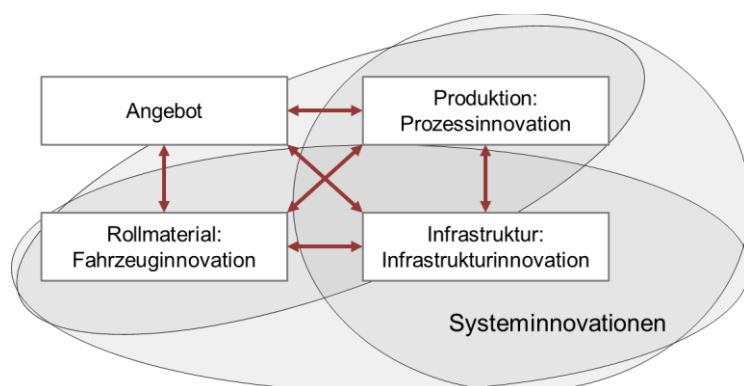 Angebot
Produktion:
Prozessinnovation
Rollmaterial:
Fahrzeuginnovation
Infrastruktur:
Infrastrukturinnovation
Systeminnovationen